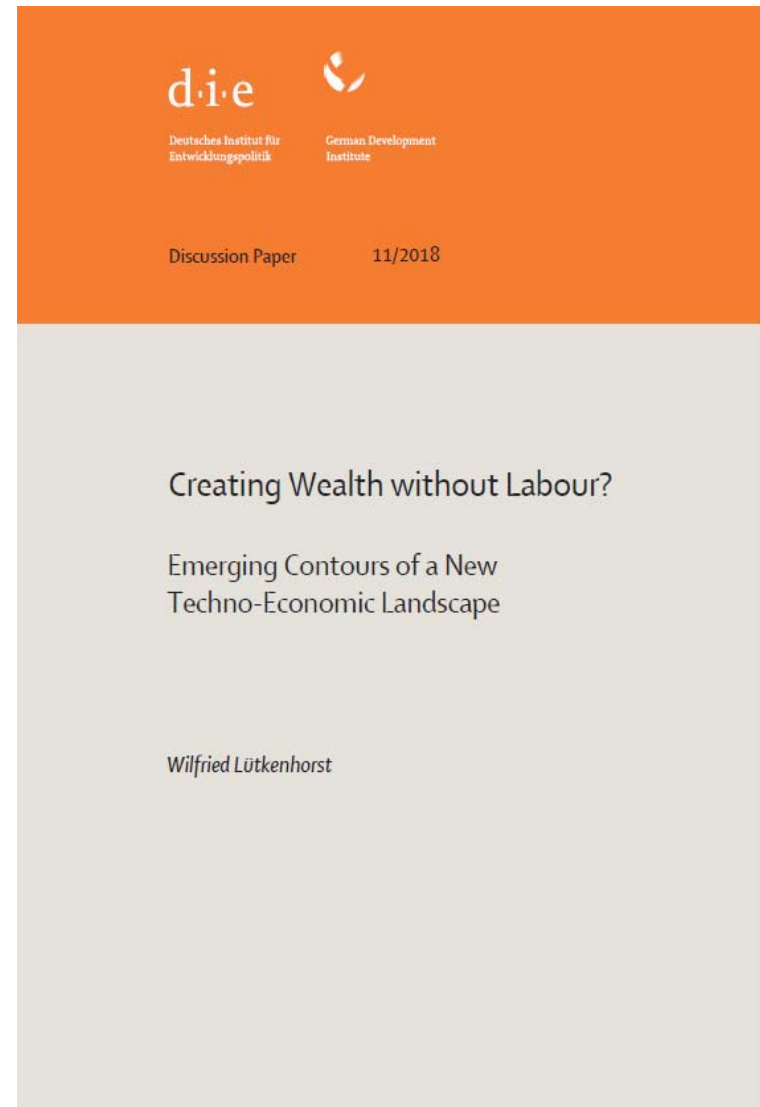 d·i·e
Deutsches Institut für
Entwicklungspolitik
German Development
Institute
Discussion Paper 11/2018
Creating Wealth without Labour?
Emerging Contours of a New
Techno-Economic Landscape
Wilfried Lütkenhorst